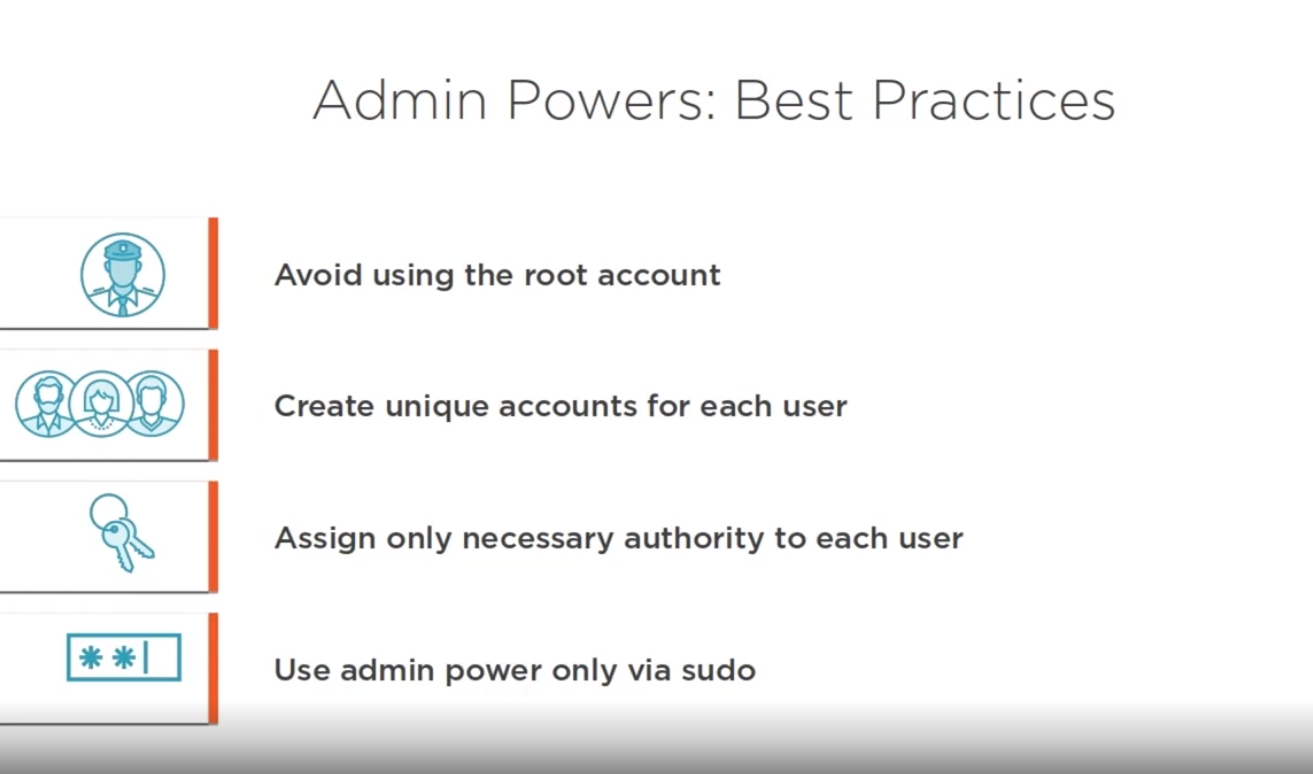 Admin Powers: Best Practices
Avoid using the root account
Create unique accounts for each user
Assign only necessary authority to each user
Use admin power only via sudo